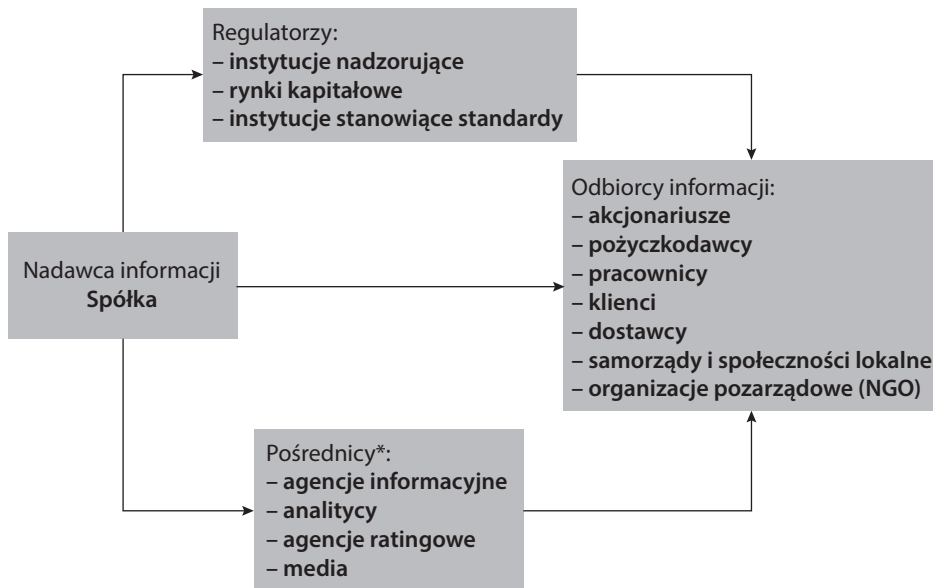 Regulatorzy:
– instytucje nadzorujące
– rynki kapitałowe
– instytucje stanowiące standardy
Nadawca informacji
Spółka
Odbiorcy informacji:
– akcjonariusze
– pożyczkodawcy
– pracownicy
– klienci
– dostawcy
– samorządy i społeczności lokalne
– organizacje pozarządowe (NGO)
Pośrednicy*:
– agencje informacyjne
– analitycy
– agencje ratingowe
– media